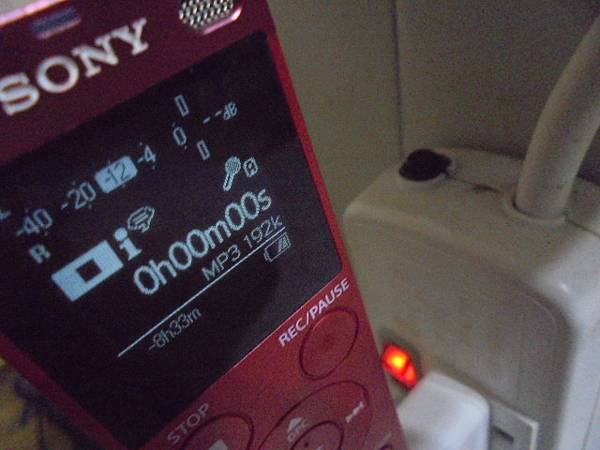 SONY
-40 -20 -12 -4 0 --dB
L
R
0h00m00s
MP3 192k
-8h33m
REC/PAUSE
STOP